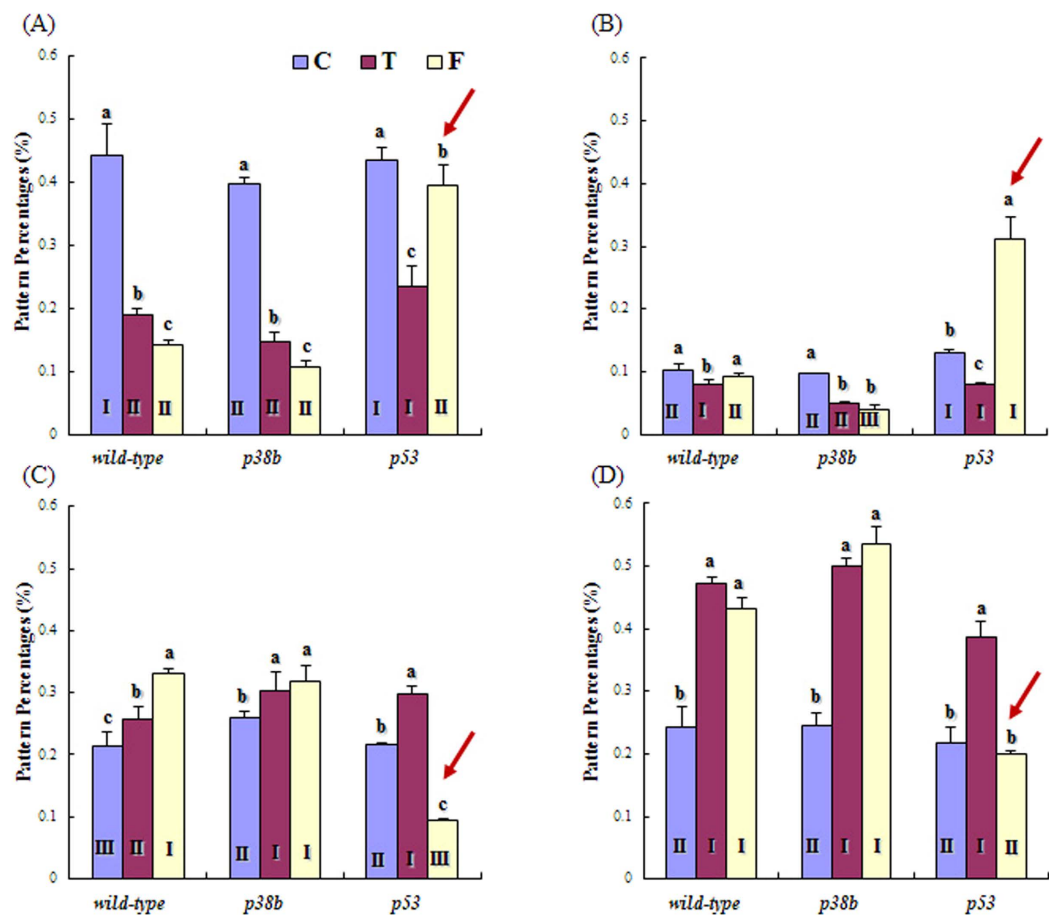 (A)
C T F
Pattern Percentages (%)
0.6
0.5
0.4
0.3
0.2
0.1
0
a b c a b c a c b
I II II II II II I I II
wild-type p38b p53
(B)
Pattern Percentages (%)
0.6
0.5
0.4
0.3
0.2
0.1
0
a b a a b b b c a
II I II II II III I I I
wild-type p38b p53
(C)
Pattern Percentages (%)
0.6
0.5
0.4
0.3
0.2
0.1
0
c b a b a a b a c
III II I II I I II I III
wild-type p38b p53
(D)
Pattern Percentages (%)
0.6
0.5
0.4
0.3
0.2
0.1
0
b a a b a a b a b
II I I II I I II I II
wild-type p38b p53